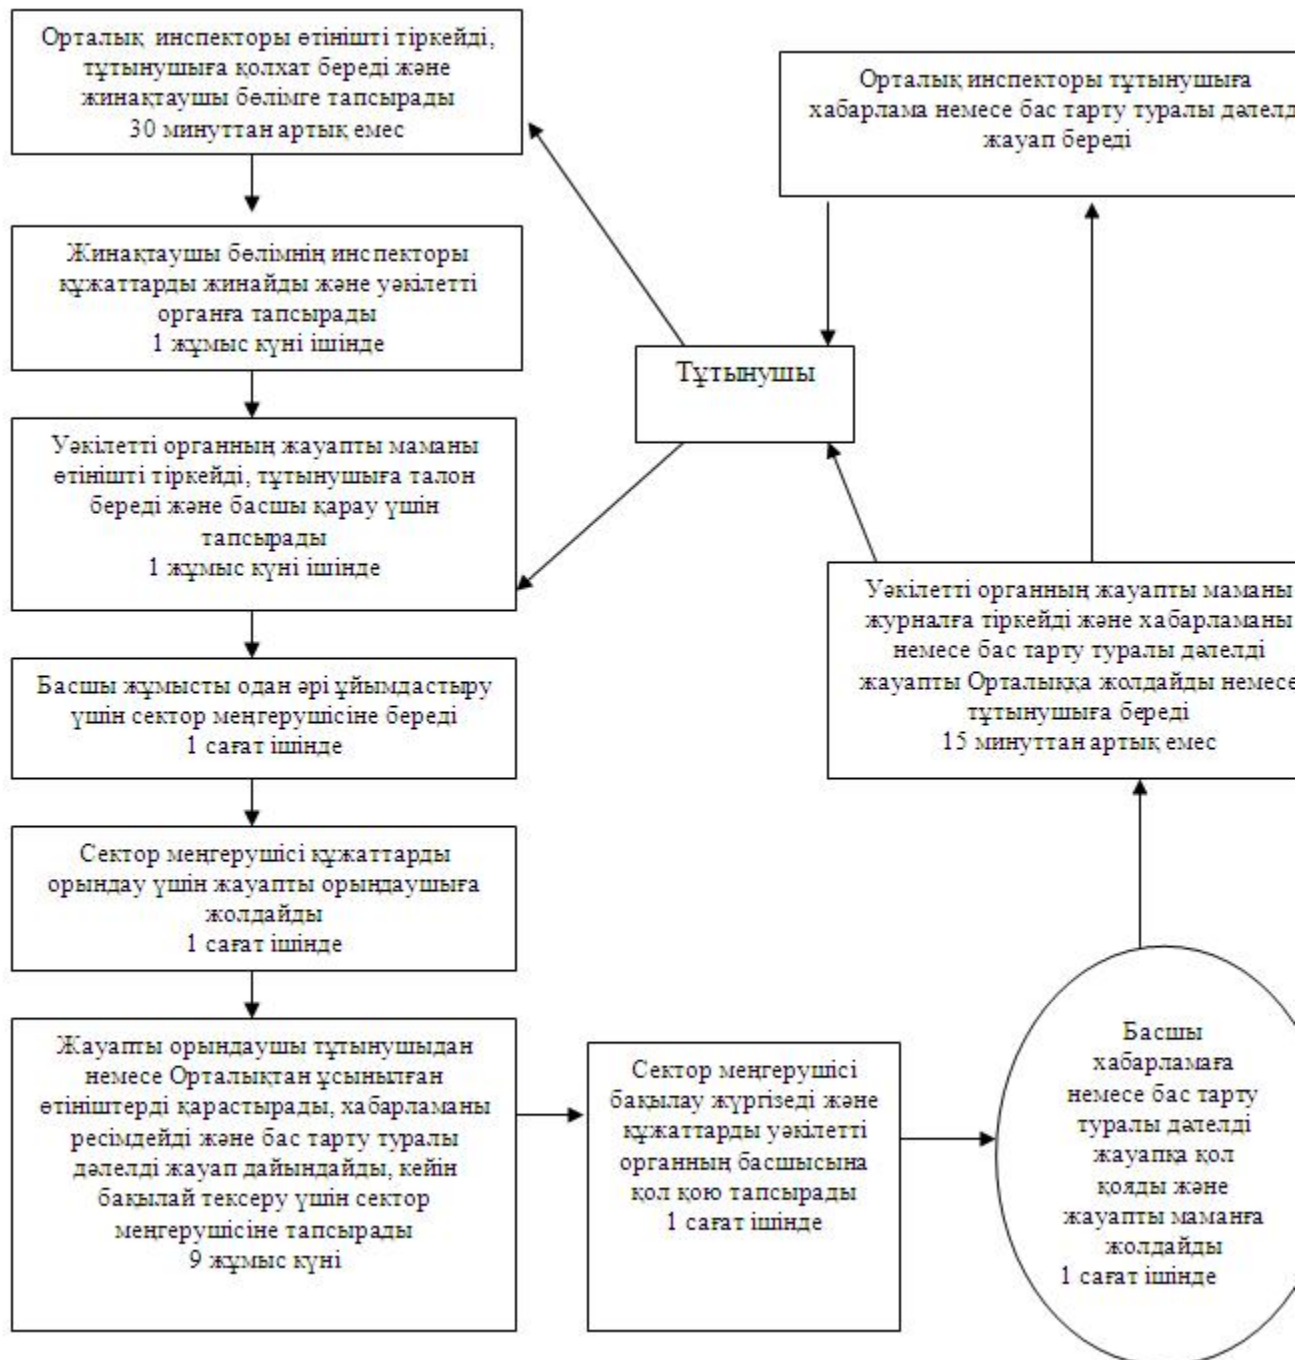 Орталық инспекторы өтінішті тіркейді,
тұтынушыға қолхат береді және
жинақтаушы бөлімге тапсырады
30 минуттан артық емес
Жинақтаушы бөлімнің инспекторы
құжаттарды жинайды және уәкілетті
органға тапсырады
1 жұмыс күні ішінде
Уәкілетті органның жауапты маманы
өтінішті тіркейді, тұтынушыға талон
береді және басшы қарау үшін
тапсырады
1 жұмыс күні ішінде
Басшы жұмысты одан әрі ұйымдастыру
үшін сектор меңгерушісіне береді
1 сағат ішінде
Сектор меңгерушісі құжаттарды
орындау үшін жауапты орындаушыға
жолдайды
1 сағат ішінде
Жауапты орындаушы тұтынушыдан
немесе Орталықтан ұсынылған
өтініштерді қарастырады, хабарламаны
ресімдейді және бас тарту туралы
дәлелді жауап дайындайды, кейін
бақылай тексеру үшін сектор
меңгерушісіне тапсырады
9 жұмыс күні
Сектор меңгерушісі
бақылау жүргізеді және
құжаттарды уәкілетті
органның басшысына
қол қою тапсырады
1 сағат ішінде
Басшы
хабарламаға
немесе бас тарту
туралы дәлелді
жауапқа қол
қояды және
жауапты маманға
жолдайды
1 сағат ішінде
Уәкілетті органның жауапты маманы
журналға тіркейді және хабарламаны
немесе бас тарту туралы дәлелді
жауапты Орталыққа жолдайды немесе
тұтынушыға береді
15 минуттан артық емес
Орталық инспекторы тұтынушыға
хабарлама немесе бас тарту туралы дәлелд
жауап береді
Тұтынушы